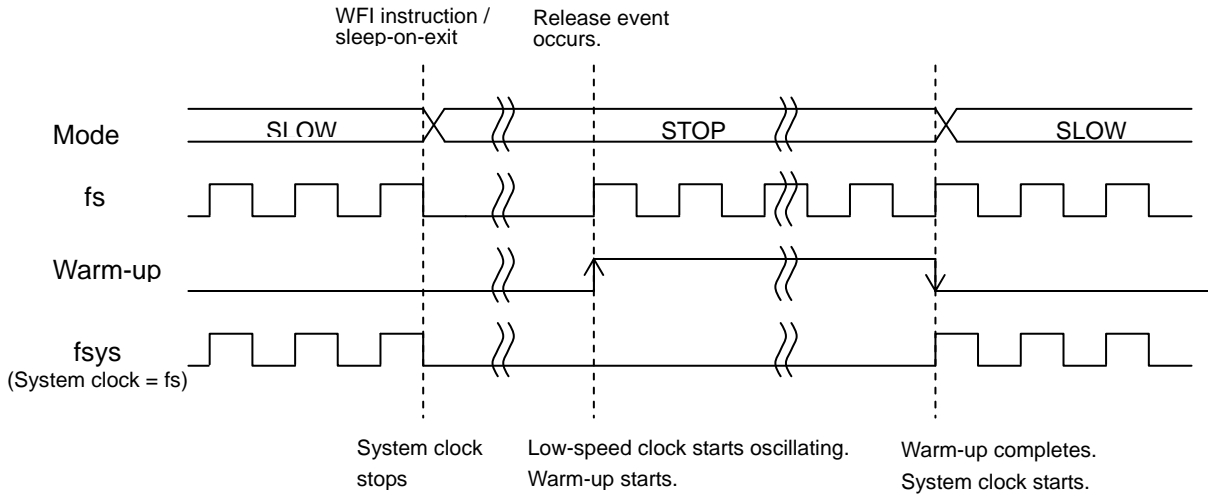 WFI instruction /
sleep-on-exit
Release event
occurs.
Mode
SLOW
STOP
SLOW
fs
Warm-up
fsys
(System clock = fs)
System clock
stops
Low-speed clock starts oscillating.
Warm-up starts.
Warm-up completes.
System clock starts.